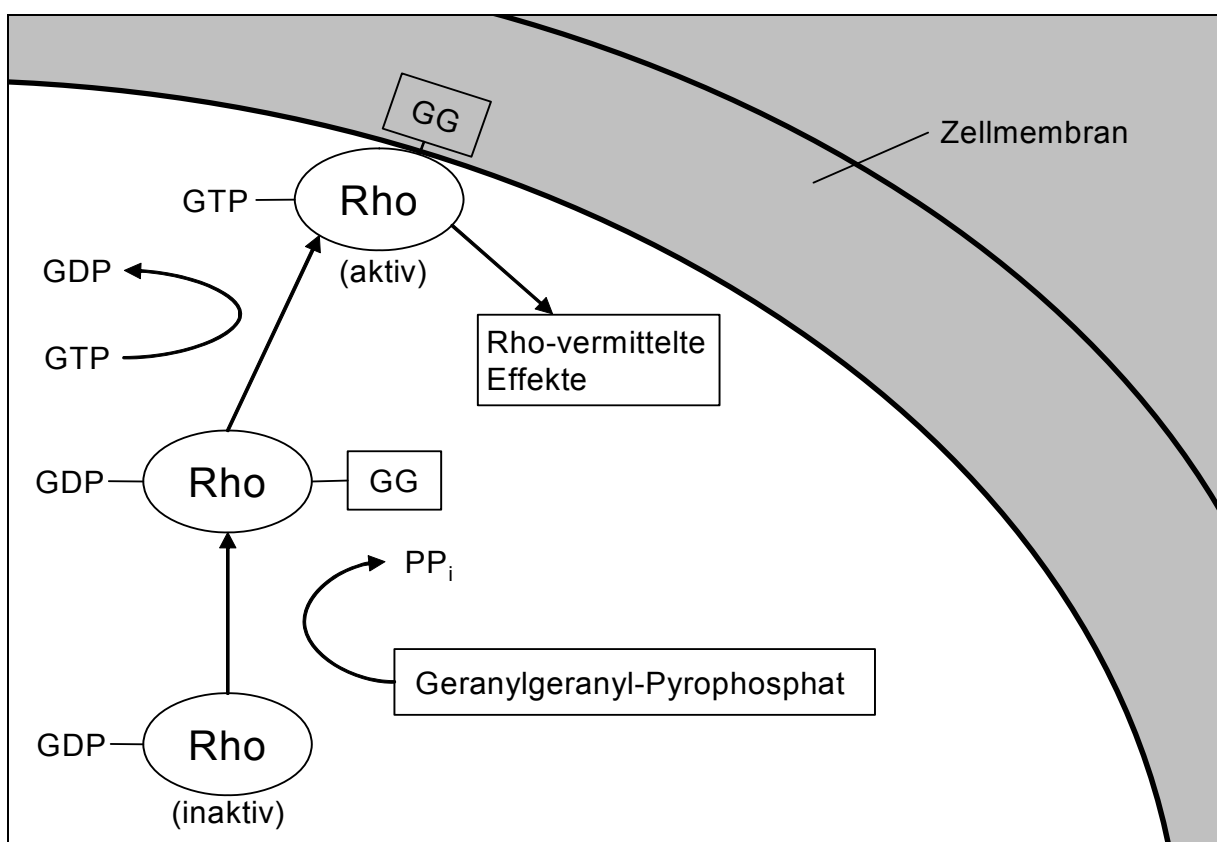 GG
Zellmembran
GTP
Rho
(aktiv)
GDP
GTP
Rho-vermittelte
Effekte
GDP
Rho
GG
PPi
Geranylgeranyl-Pyrophosphat
GDP
Rho
(inaktiv)